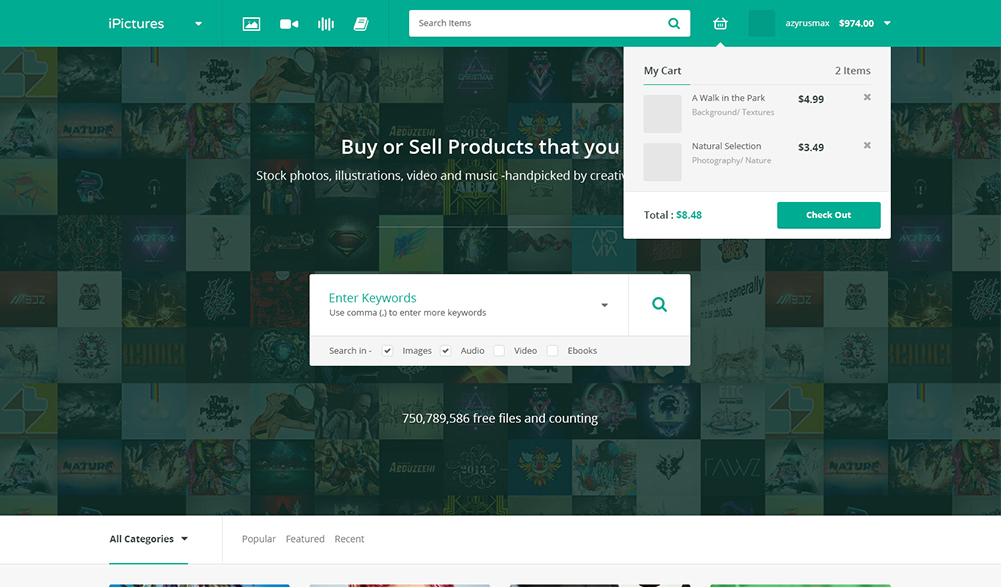 iPictures
Search Items
azyrusmax $974.00
My Cart 2 Items
A Walk in the Park $4.99
Background/ Textures
Natural Selection $3.49
Photography/ Nature
Total : $8.48 Check Out
Buy or Sell Products that you
Stock photos, illustrations, video and music -handpicked by
Enter Keywords
Use comma (,) to enter more keywords
Search in - Images Audio Video Ebooks
750,789,586 free files and counting
All Categories Popular Featured Recent